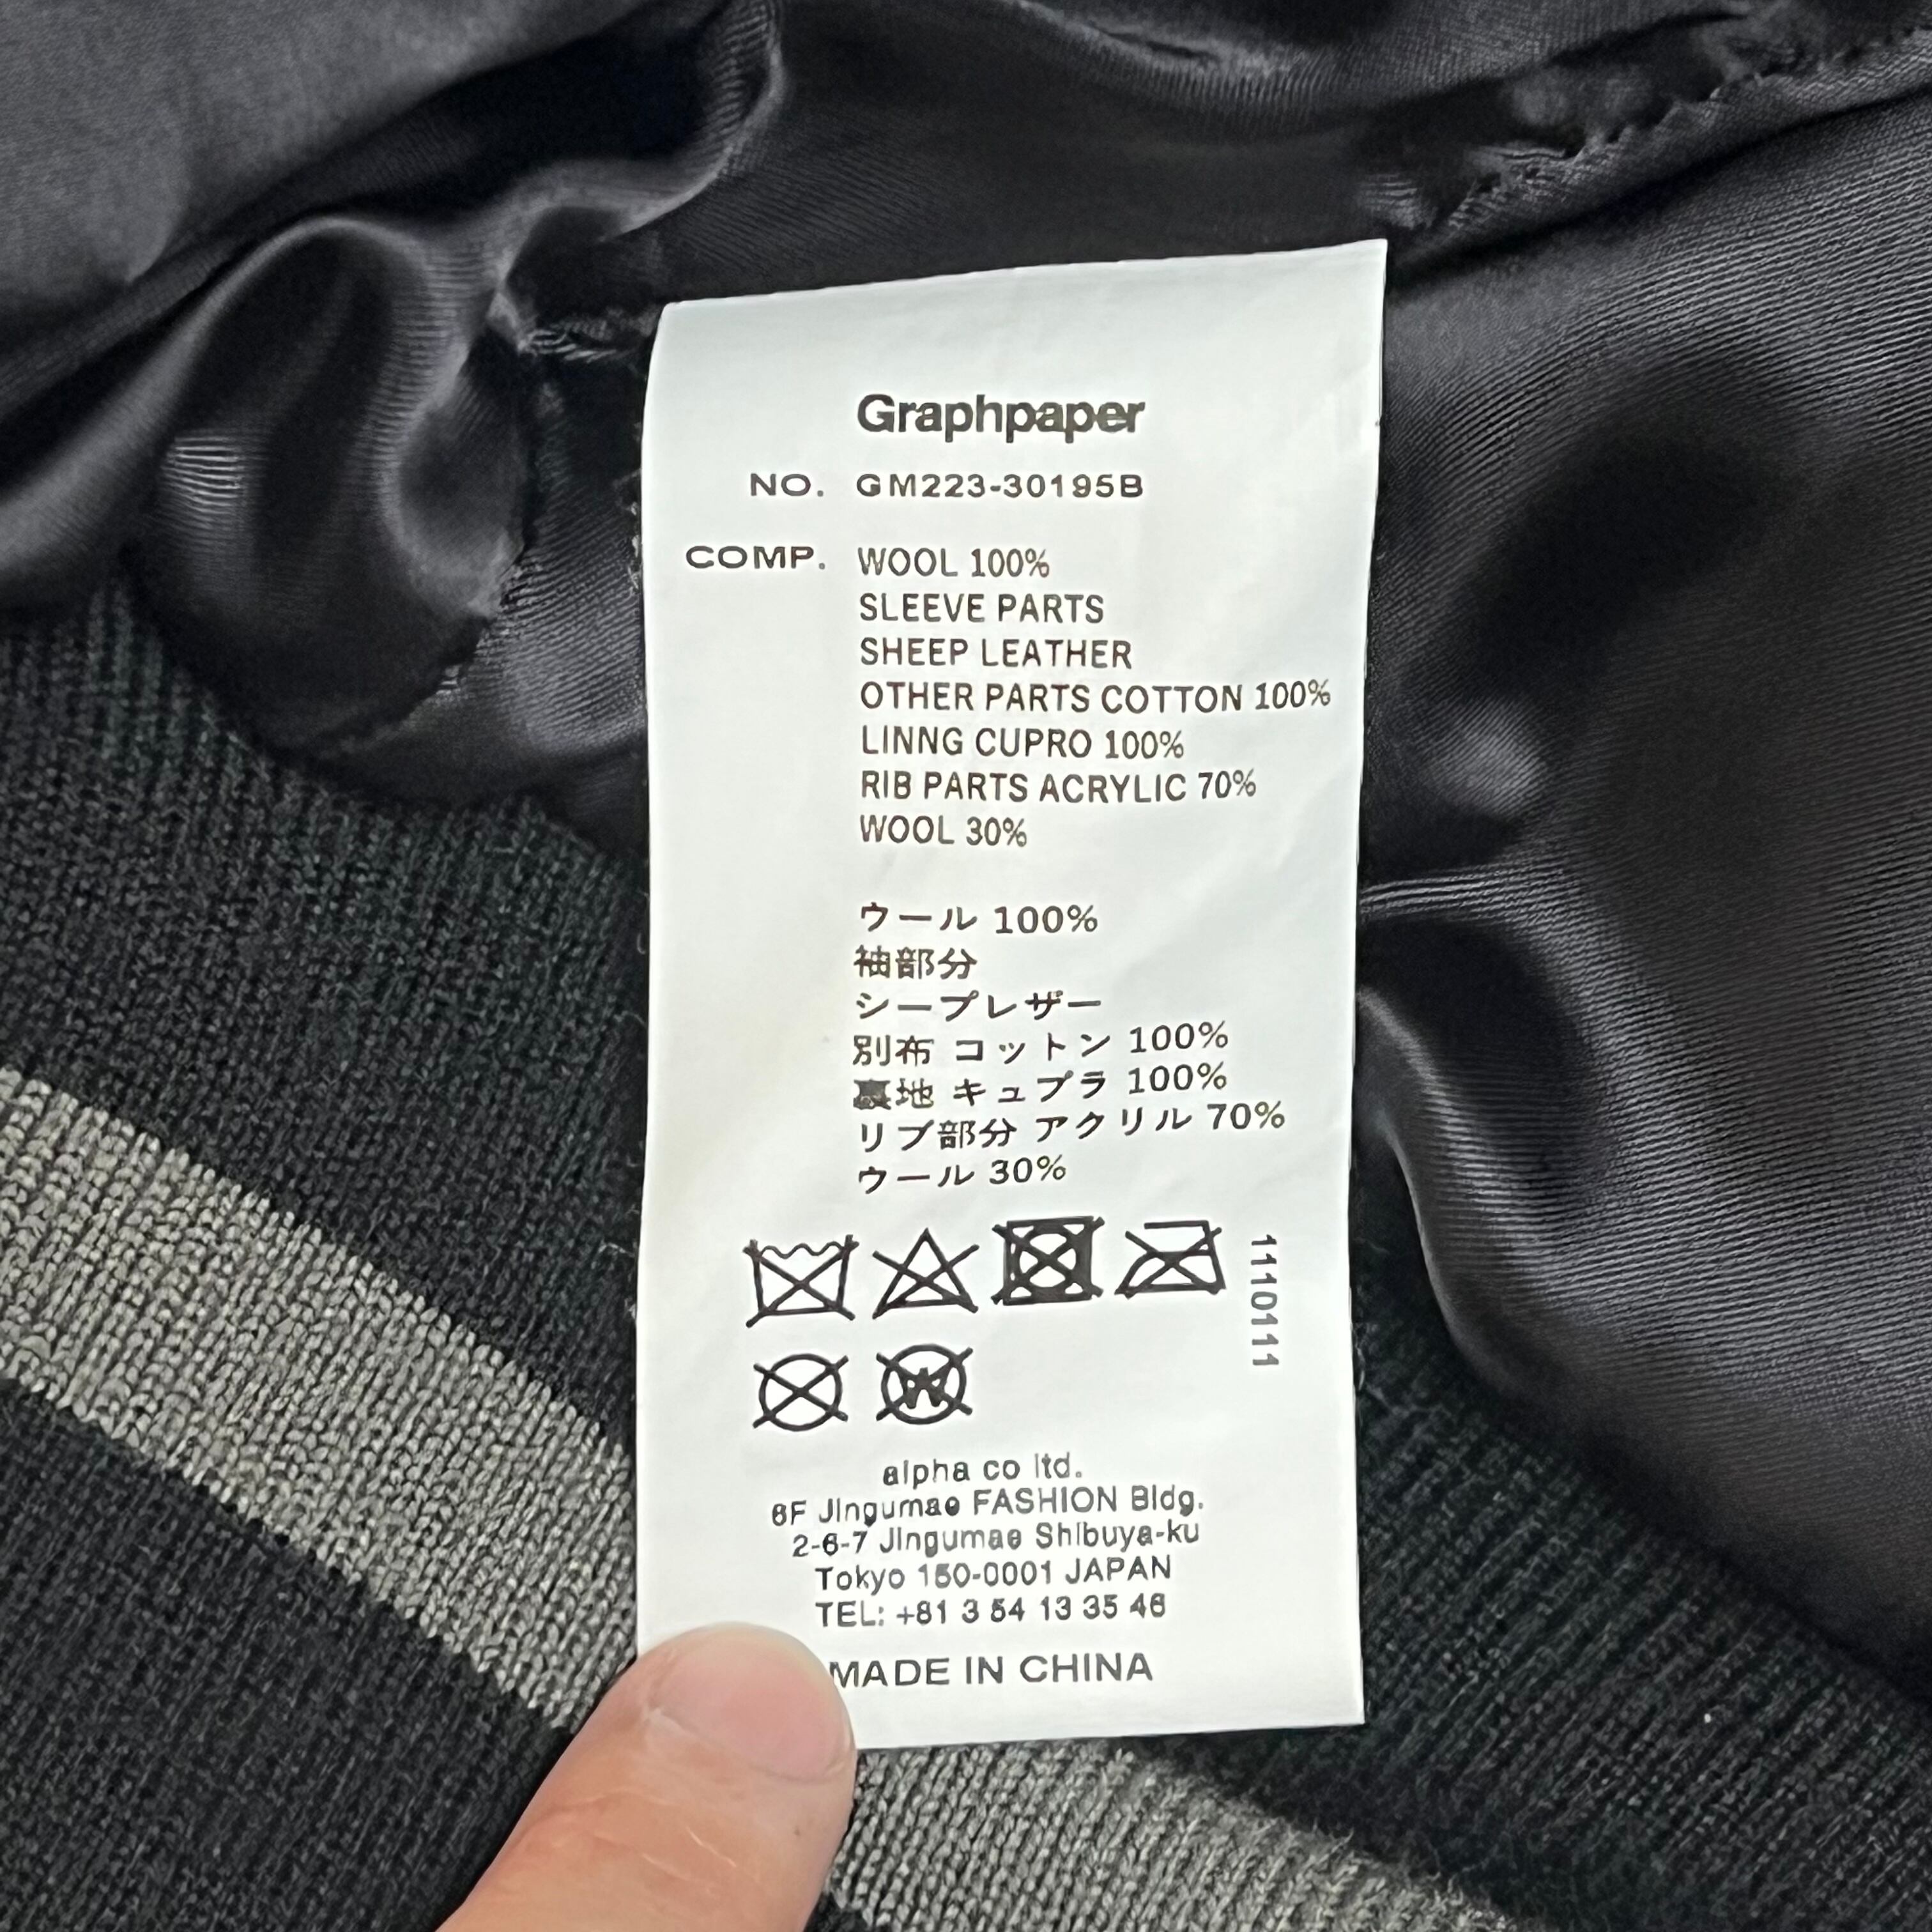 Graphpaper
NO. GM223-30195B
COMP. WOOL 100%
SLEEVE PARTS
SHEEP LEATHER
OTHER PARTS COTTON 100%
LINNG CUPRO 100%
RIB PARTS ACRYLIC 70%
WOOL 30%
ウール 100%
袖部分
シープレザー
別布 コットン 100%
裏地 キュプラ 100%
リブ部分 アクリル 70%
ウール 30%
1110111
W
alpha co ltd.
6F Jingumae FASHION Bldg.
2-6-7 Jingumae Shibuya-ku
Tokyo 150-0001 JAPAN
TEL: +81 3 54 13 35 46
MADE IN CHINA